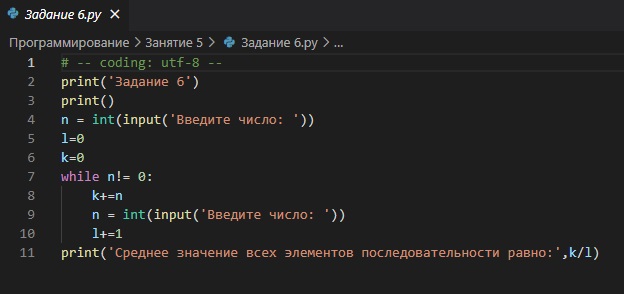 Задание 6.py ×
Программирование > Занятие 5 > Задание 6.py > ...
1 # -- coding: utf-8 --
2 print('Задание 6')
3 print()
4 n = int(input('Введите число: '))
5 l=0
6 k=0
7 while n!= 0:
8     k+=n
9     n = int(input('Введите число: '))
10     l+=1
11 print('Среднее значение всех элементов последовательности равно:',k/l)